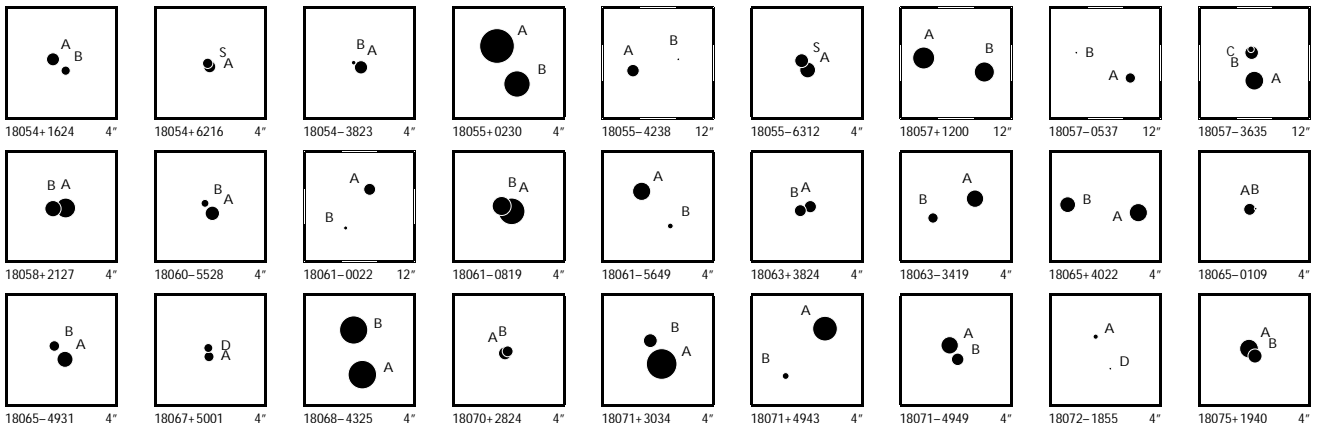 A
B
18054+1624 4″
S
A
18054+6216 4″
B A
18054−3823 4″
A
B
18055+0230 4″
A B
18055−4238 12″
S
A
18055−6312 4″
A B
18057+1200 12″
B
A
18057−0537 12″
C
B
A
18057−3635 12″
B A
18058+2127 4″
B
A
18060−5528 4″
A
B
18061−0022 12″
B A
18061−0819 4″
A
B
18061−5649 4″
B A
18063+3824 4″
A
B
18063−3419 4″
B
A
18065+4022 4″
A B
18065−0109 4″
B
A
18065−4931 4″
D
A
18067+5001 4″
B
A
18068−4325 4″
A B
18070+2824 4″
B
A
18071+3034 4″
A
B
18071+4943 4″
A
B
18071−4949 4″
A
D
18072−1855 4″
A
B
18075+1940 4″